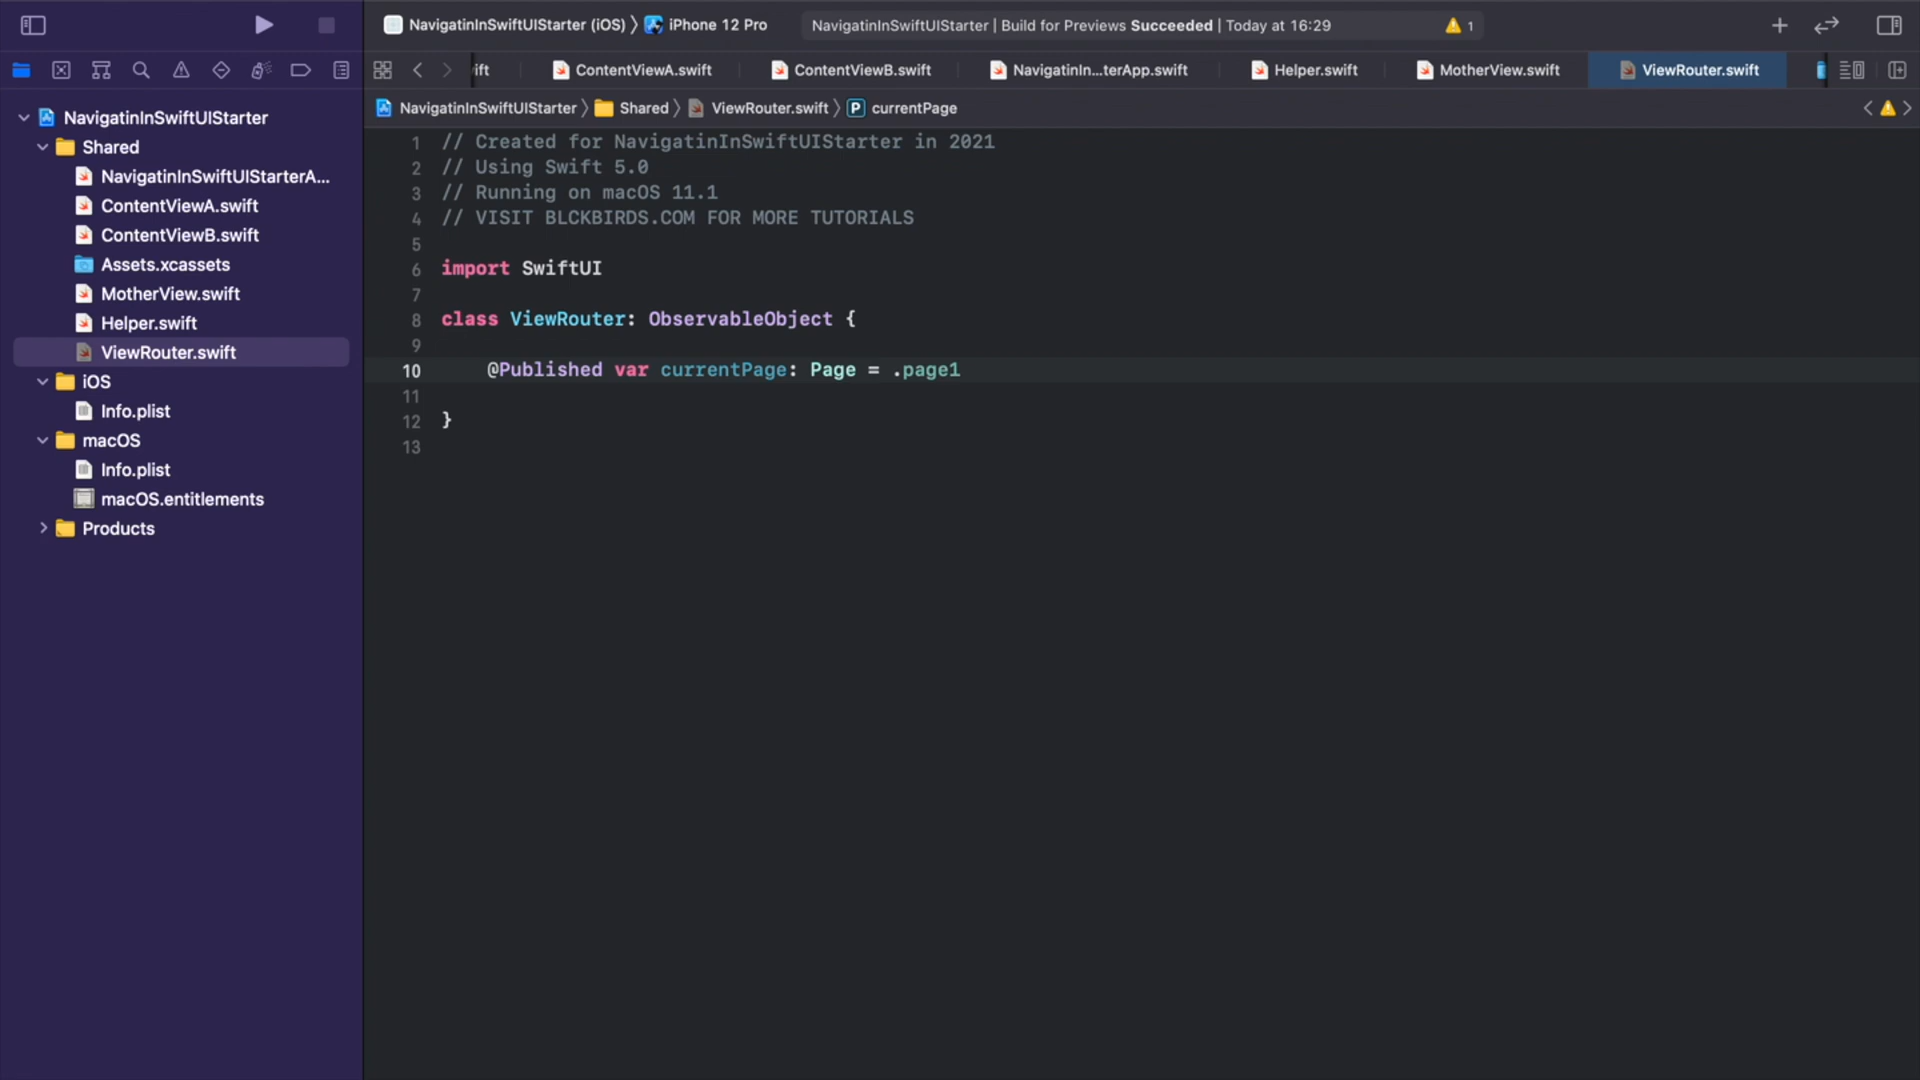 NavigatinInSwiftUIStarter (iOS) 〉 iPhone 12 Pro
NavigatinInSwiftUIStarter | Build for Previews Succeeded | Today at 16:29
1
ift
ContentViewA.swift
ContentViewB.swift
NavigatinIn...terApp.swift
Helper.swift
MotherView.swift
ViewRouter.swift
NavigatinInSwiftUIStarter 〉 Shared 〉 ViewRouter.swift 〉 P currentPage
NavigatinInSwiftUIStarter
Shared
NavigatinInSwiftUIStarterA...
ContentViewA.swift
ContentViewB.swift
Assets.xcassets
MotherView.swift
Helper.swift
ViewRouter.swift
iOS
Info.plist
macOS
Info.plist
macOS.entitlements
Products
1 // Created for NavigatinInSwiftUIStarter in 2021
2 // Using Swift 5.0
3 // Running on macOS 11.1
4 // VISIT BLCKBIRDS.COM FOR MORE TUTORIALS
5
6 import SwiftUI
7
8 class ViewRouter: ObservableObject {
9
10 @Published var currentPage: Page = .page1
11
12 }
13